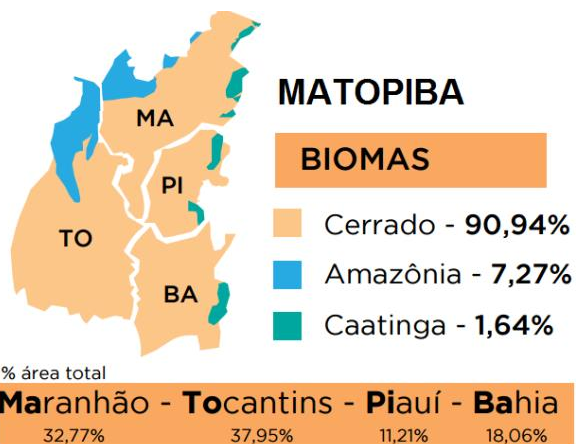 MATOPIBA
BIOMAS
Cerrado - 90,94%
Amazônia - 7,27%
Caatinga - 1,64%
MA
PI
TO
BA
% área total
Maranhão - Tocantins - Piauí - Bahia
32,77% 37,95% 11,21% 18,06%